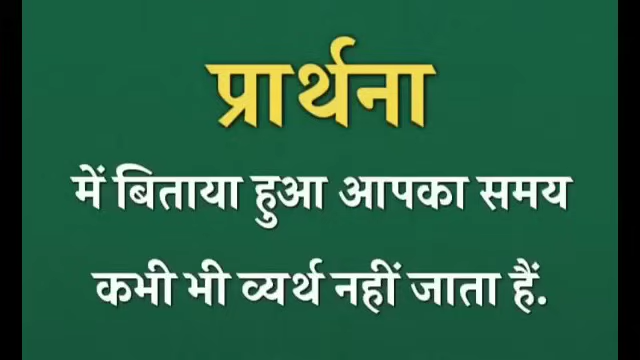 प्रार्थना
में बिताया हुआ आपका समय
कभी भी व्यर्थ नहीं जाता हैं.